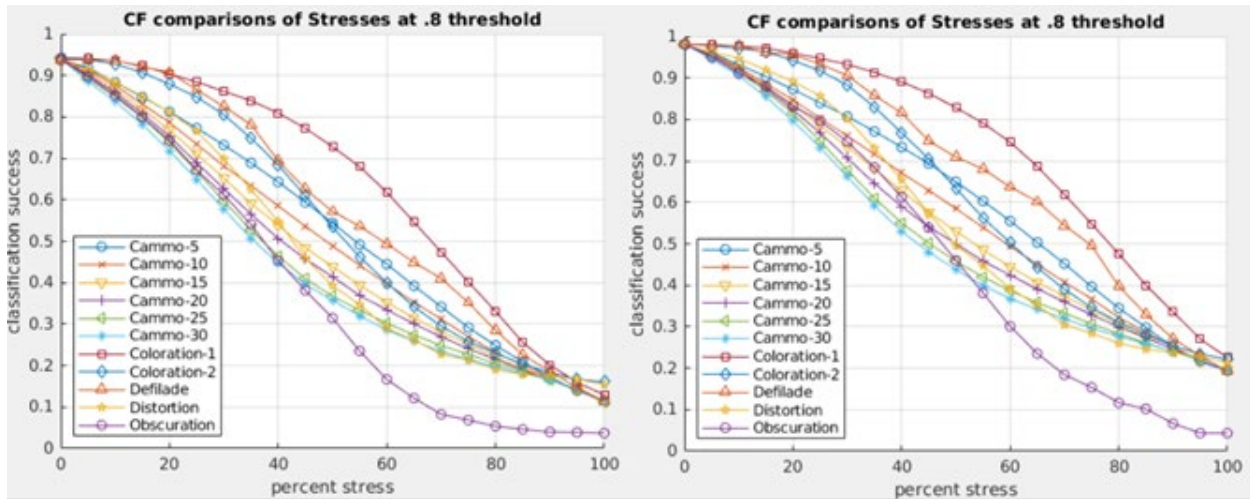 CF comparisons of Stresses at .8 threshold
1
0.9
0.8
0.7
0.6
0.5
0.4
0.3
0.2
0.1
0
classification success
Cammo-5
Cammo-10
Cammo-15
Cammo-20
Cammo-25
Cammo-30
Coloration-1
Coloration-2
Defilade
Distortion
Obscuration
0 20 40 60 80 100
percent stress
CF comparisons of Stresses at .8 threshold
1
0.9
0.8
0.7
0.6
0.5
0.4
0.3
0.2
0.1
0
classification success
Cammo-5
Cammo-10
Cammo-15
Cammo-20
Cammo-25
Cammo-30
Coloration-1
Coloration-2
Defilade
Distortion
Obscuration
0 20 40 60 80 100
percent stress